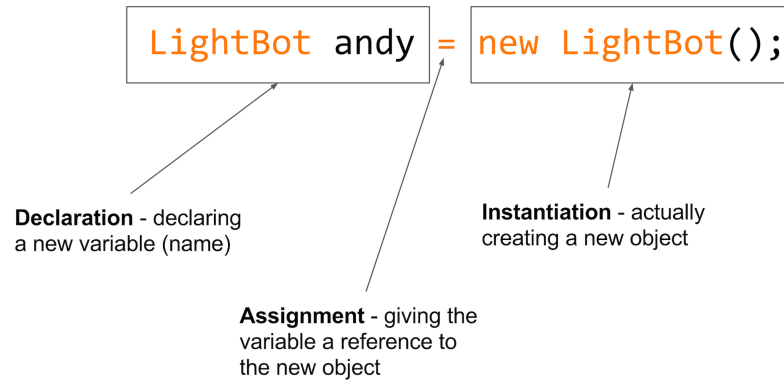 LightBot andy = new LightBot();
Declaration - declaring
a new variable (name)
Instantiation - actually
creating a new object
Assignment - giving the
variable a reference to
the new object